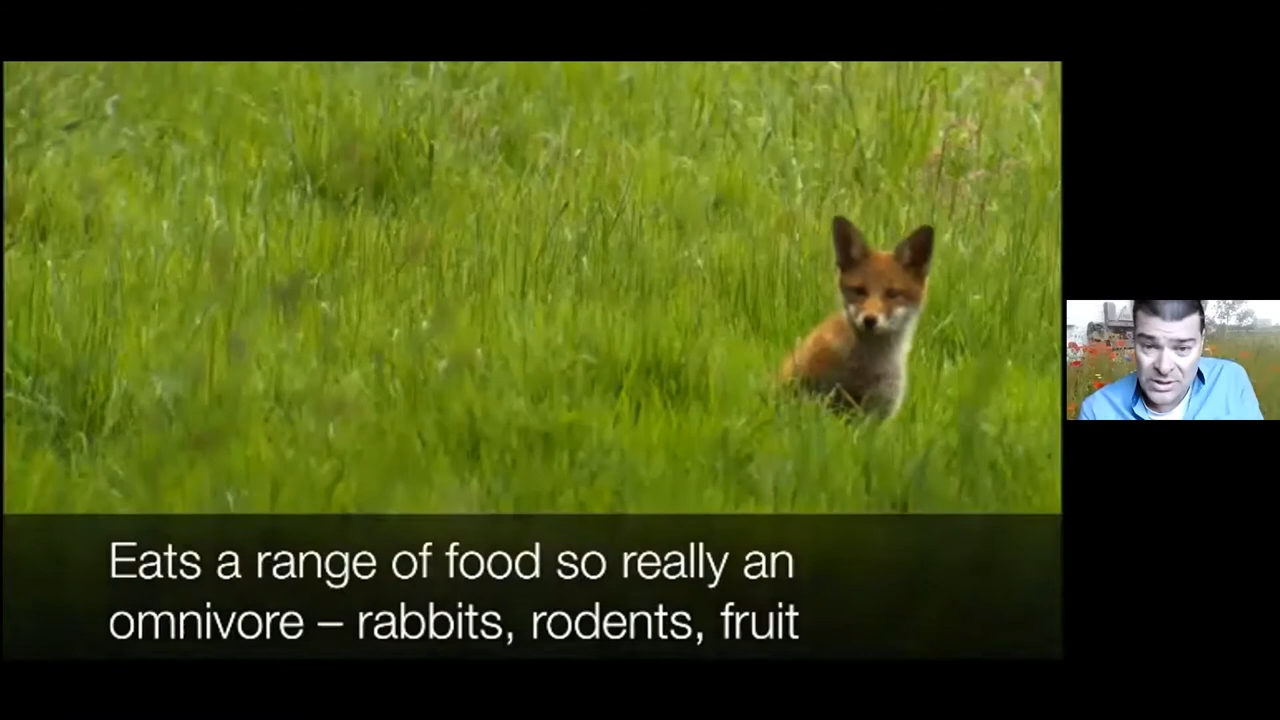 Eats a range of food so really an
omnivore – rabbits, rodents, fruit